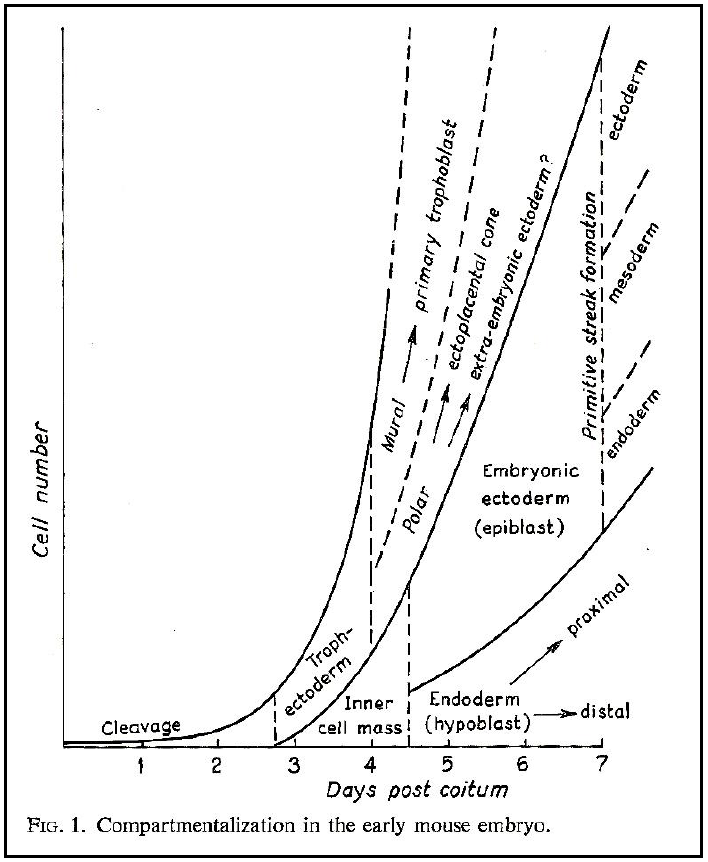 Cell number
Cleavage
Troph-
ectoderm
Inner
cell mass
Mural
primary trophoblast
Polar
ectoplacental cone
extra-embryonic ectoderm?
Embryonic
ectoderm
(epiblast)
Endoderm
(hypoblast)
proximal
distal
Primitive streak formation
ectoderm
mesoderm
endoderm
1 2 3 4 5 6 7
Days post coitum
FIG. 1. Compartmentalization in the early mouse embryo.